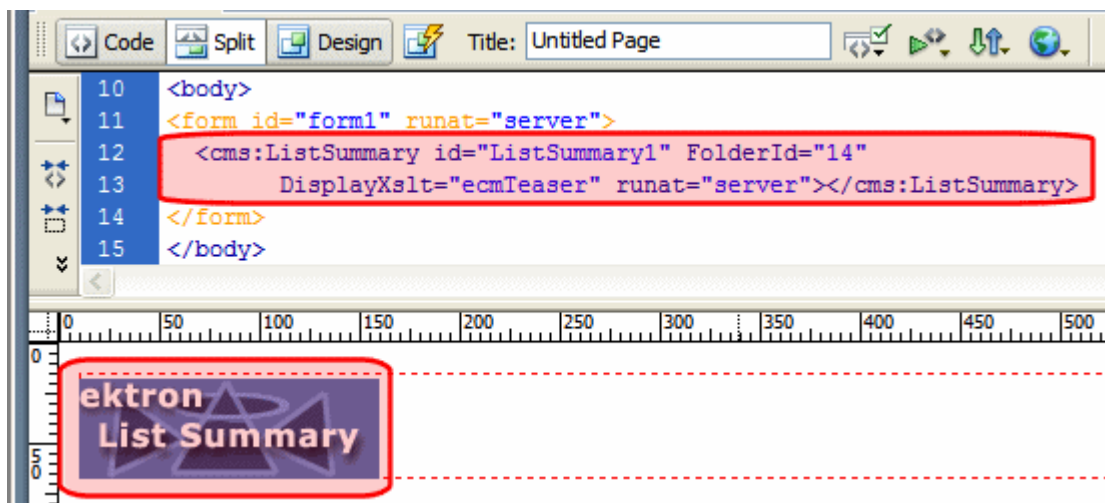 Code Split Design Title: Untitled Page
10 <body>
11 <form id="form1" runat="server">
12 <cms:ListSummary id="ListSummary1" FolderId="14"
13 DisplayXslt="ecmTeaser" runat="server"></cms:ListSummary>
14 </form>
15 </body>
0 50 100 150 200 250 300 350 400 450 500
0
ektron
List Summary
50